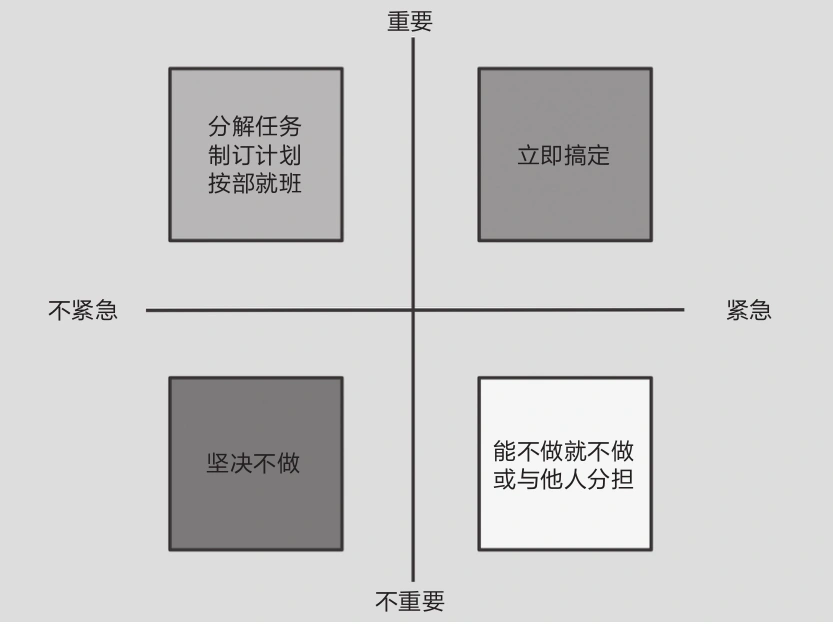 重要
分解任务
制订计划
按部就班
立即搞定
不紧急
紧急
坚决不做
能不做就不做
或与他人分担
不重要